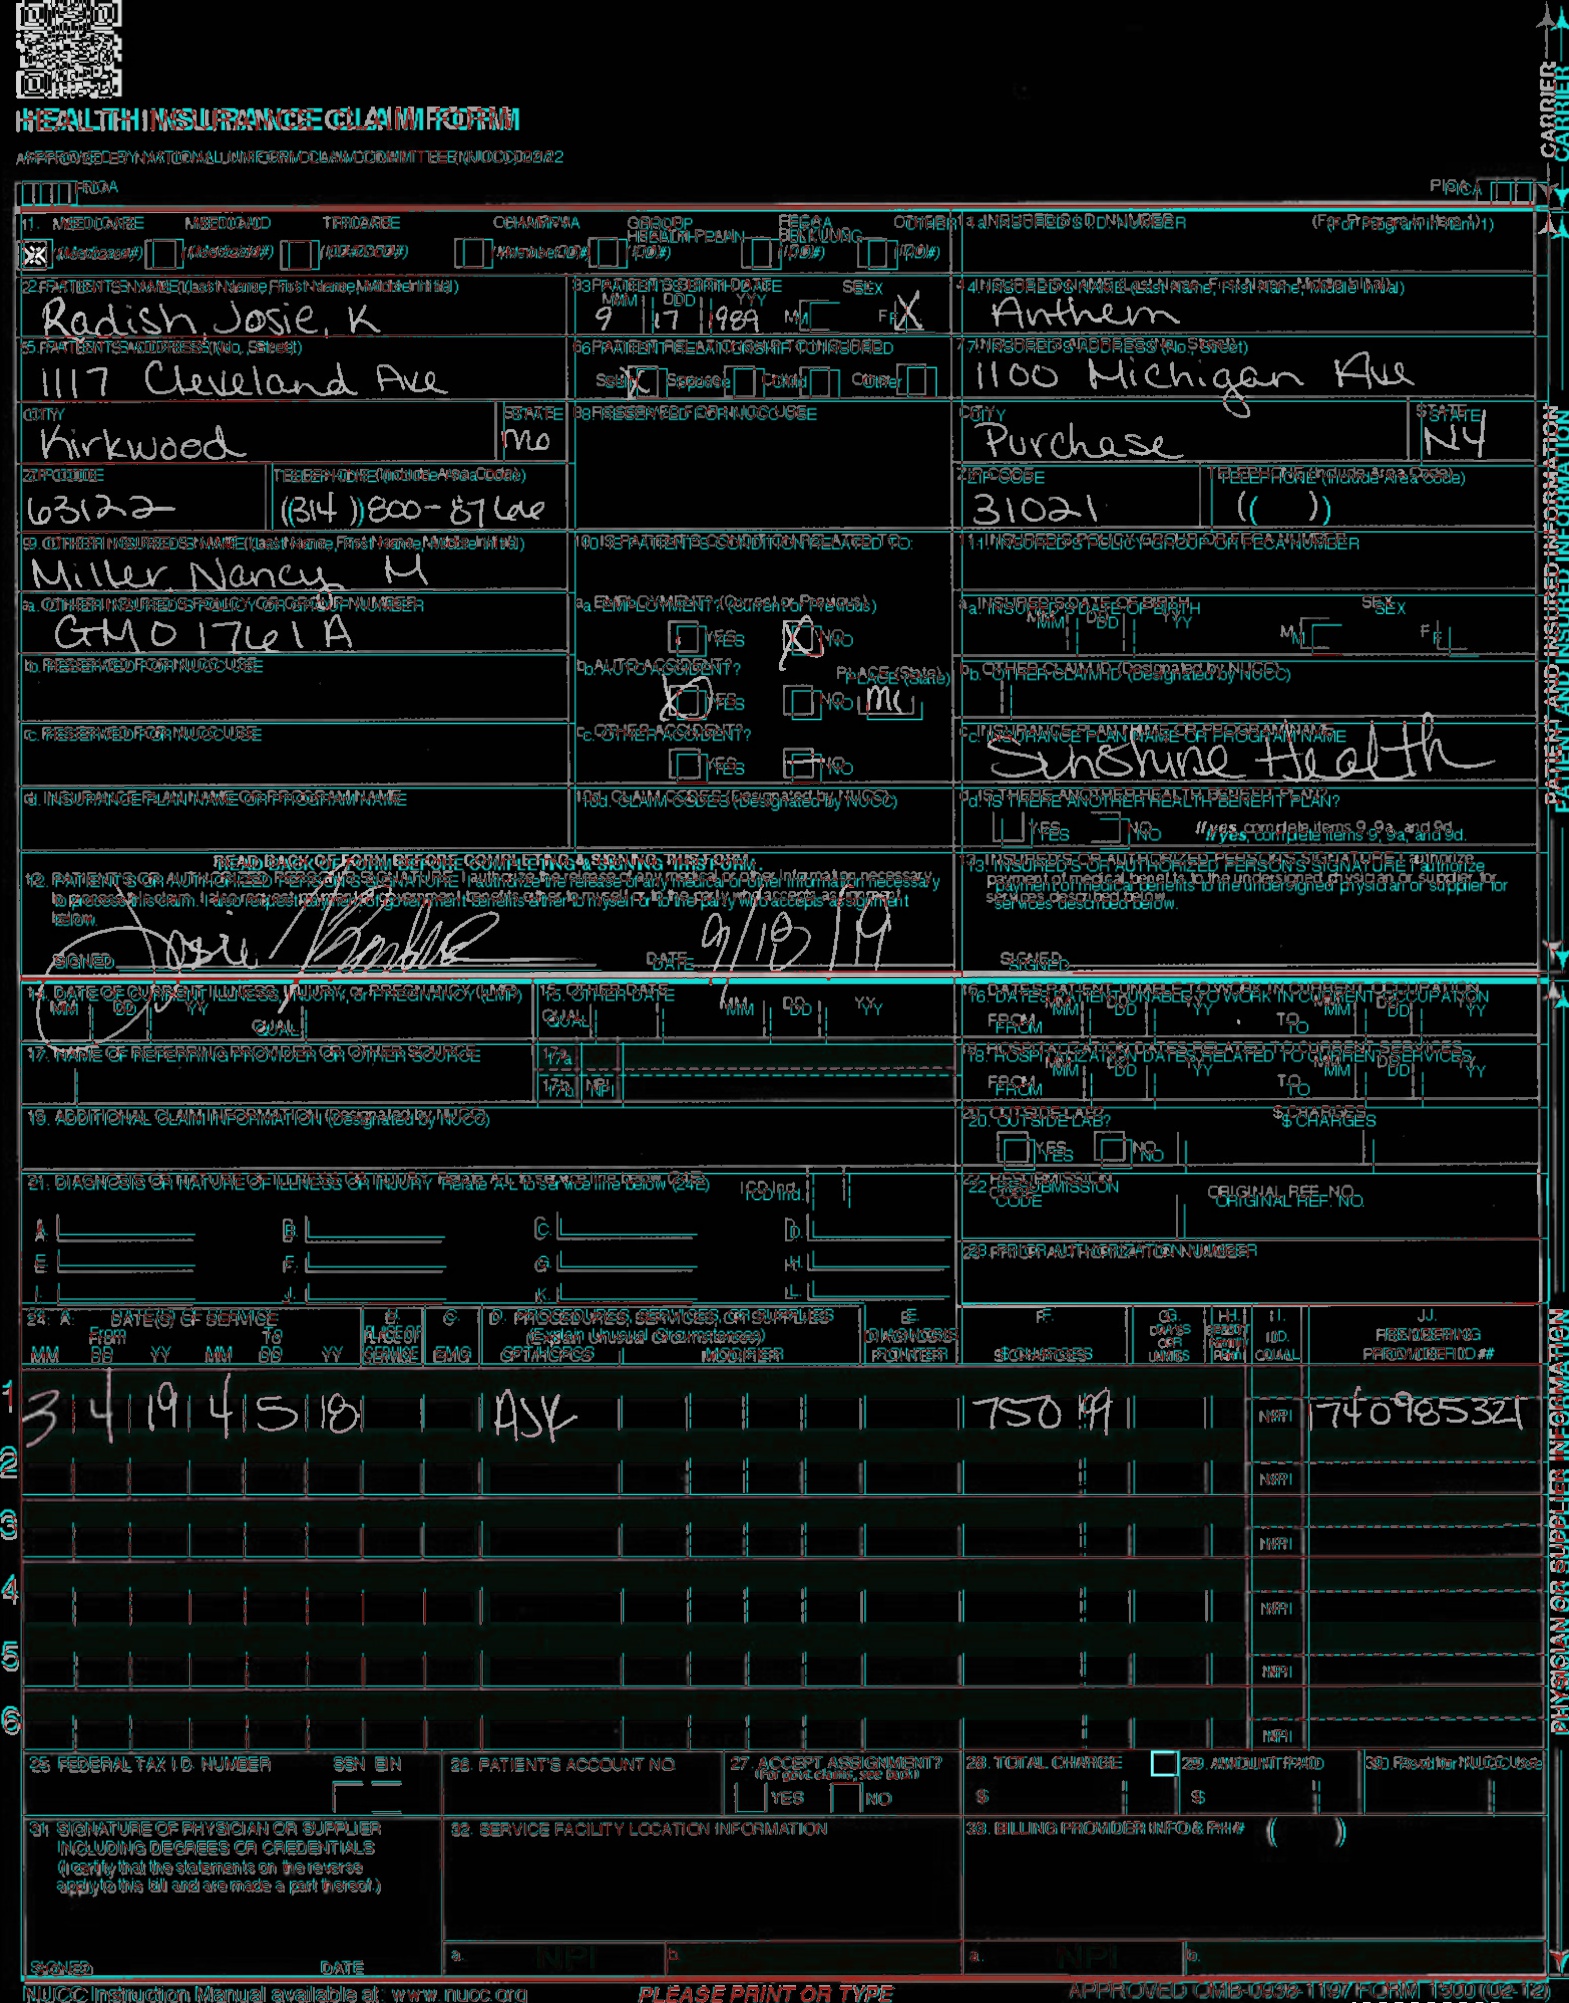 HEALTH INSURANCE CLAIM FORM
APPROVED BY NATIONAL UNIFORM CLAIM COMMITTEE (NUCC) 02/12
PICA PICA
CARRIER
1. MEDICARE MEDICAID TRICARE CHAMPVA GROUP HEALTH PLAN FECA BLK LUNG OTHER 1a. INSURED'S I.D. NUMBER (For Program in Item 1)
(Medicare#) (Medicaid#) (ID#/DoD#) (Member ID#) (ID#) (ID#) (ID#)
2. PATIENT'S NAME (Last Name, First Name, Middle Initial) 3. PATIENT'S BIRTH DATE SEX 4. INSURED'S NAME (Last Name, First Name, Middle Initial)
MM DD YY
Radish, Josie, K 9 17 1989 M F X Anthem
5. PATIENT'S ADDRESS (No., Street) 6. PATIENT RELATIONSHIP TO INSURED 7. INSURED'S ADDRESS (No., Street)
1117 Cleveland Ave Self X Spouse Child Other 1100 Michigan Ave
CITY STATE 8. RESERVED FOR NUCC USE CITY STATE
Kirkwood Mo Purchase NY
ZIP CODE TELEPHONE (Include Area Code) ZIP CODE TELEPHONE (Include Area Code)
63122 (314) 800-8766 31021 ( )
9. OTHER INSURED'S NAME (Last Name, First Name, Middle Initial) 10. IS PATIENT'S CONDITION RELATED TO: 11. INSURED'S POLICY GROUP OR FECA NUMBER
Miller, Nancy M
a. OTHER INSURED'S POLICY OR GROUP NUMBER a. EMPLOYMENT? (Current or Previous) a. INSURED'S DATE OF BIRTH SEX
GM01761A YES X NO MM DD YY M F
b. RESERVED FOR NUCC USE b. AUTO ACCIDENT? PLACE (State) b. OTHER CLAIM ID (Designated by NUCC)
X YES NO
c. RESERVED FOR NUCC USE c. OTHER ACCIDENT? c. INSURANCE PLAN NAME OR PROGRAM NAME
YES NO Sunshine Health
d. INSURANCE PLAN NAME OR PROGRAM NAME 10d. CLAIM CODES (Designated by NUCC) d. IS THERE ANOTHER HEALTH BENEFIT PLAN?
YES NO If yes, complete items 9, 9a, and 9d.
PATIENT AND INSURED INFORMATION
READ BACK OF FORM BEFORE COMPLETING & SIGNING THIS FORM.
12. PATIENT'S OR AUTHORIZED PERSON'S SIGNATURE I authorize the release of any medical or other information necessary
to process this claim. I also request payment of government benefits either to myself or to the party who accepts assignment
below.
13. INSURED'S OR AUTHORIZED PERSON'S SIGNATURE I authorize
payment of medical benefits to the undersigned physician or supplier for
services described below.
SIGNED Josie DATE 9/18/19 SIGNED
14. DATE OF CURRENT ILLNESS, INJURY, or PREGNANCY (LMP) 15. OTHER DATE 16. DATES PATIENT UNABLE TO WORK IN CURRENT OCCUPATION
MM DD YY QUAL. QUAL. MM DD YY FROM MM DD YY TO MM DD YY
17. NAME OF REFERRING PROVIDER OR OTHER SOURCE 17a. 18. HOSPITALIZATION DATES RELATED TO CURRENT SERVICES
17b. NPI FROM MM DD YY TO MM DD YY
19. ADDITIONAL CLAIM INFORMATION (Designated by NUCC) 20. OUTSIDE LAB? $ CHARGES
YES NO
21. DIAGNOSIS OR NATURE OF ILLNESS OR INJURY Relate A-L to service line below (24E) ICD Ind. 22. RESUBMISSION CODE ORIGINAL REF. NO.
A. B. C. D.
E. F. G. H. 23. PRIOR AUTHORIZATION NUMBER
I. J. K. L.
24. A. DATE(S) OF SERVICE B. C. D. PROCEDURES, SERVICES, OR SUPPLIES E. F. G. H. I. J.
From To PLACE OF (Explain Unusual Circumstances) DIAGNOSIS DAYS OR ID. RENDERING
MM DD YY MM DD YY SERVICE EMG CPT/HCPCS MODIFIER POINTER $ CHARGES UNITS QUAL. PROVIDER ID. #
1 3 4 19 4 5 18 750 99 NPI 1740985321
2 NPI
3 NPI
4 NPI
5 NPI
6 NPI
PHYSICIAN OR SUPPLIER INFORMATION
25. FEDERAL TAX I.D. NUMBER SSN EIN 26. PATIENT'S ACCOUNT NO. 27. ACCEPT ASSIGNMENT? 28. TOTAL CHARGE 29. AMOUNT PAID 30. Rsvd for NUCC Use
(For govt. claims, see back)
YES NO $ $
31. SIGNATURE OF PHYSICIAN OR SUPPLIER 32. SERVICE FACILITY LOCATION INFORMATION 33. BILLING PROVIDER INFO & PH # ( )
INCLUDING DEGREES OR CREDENTIALS
(I certify that the statements on the reverse
apply to this bill and are made a part thereof.)
SIGNED DATE a. NPI b. a. NPI b.
NUCC Instruction Manual available at: www.nucc.org PLEASE PRINT OR TYPE APPROVED OMB-0938-1197 FORM 1500 (02-12)